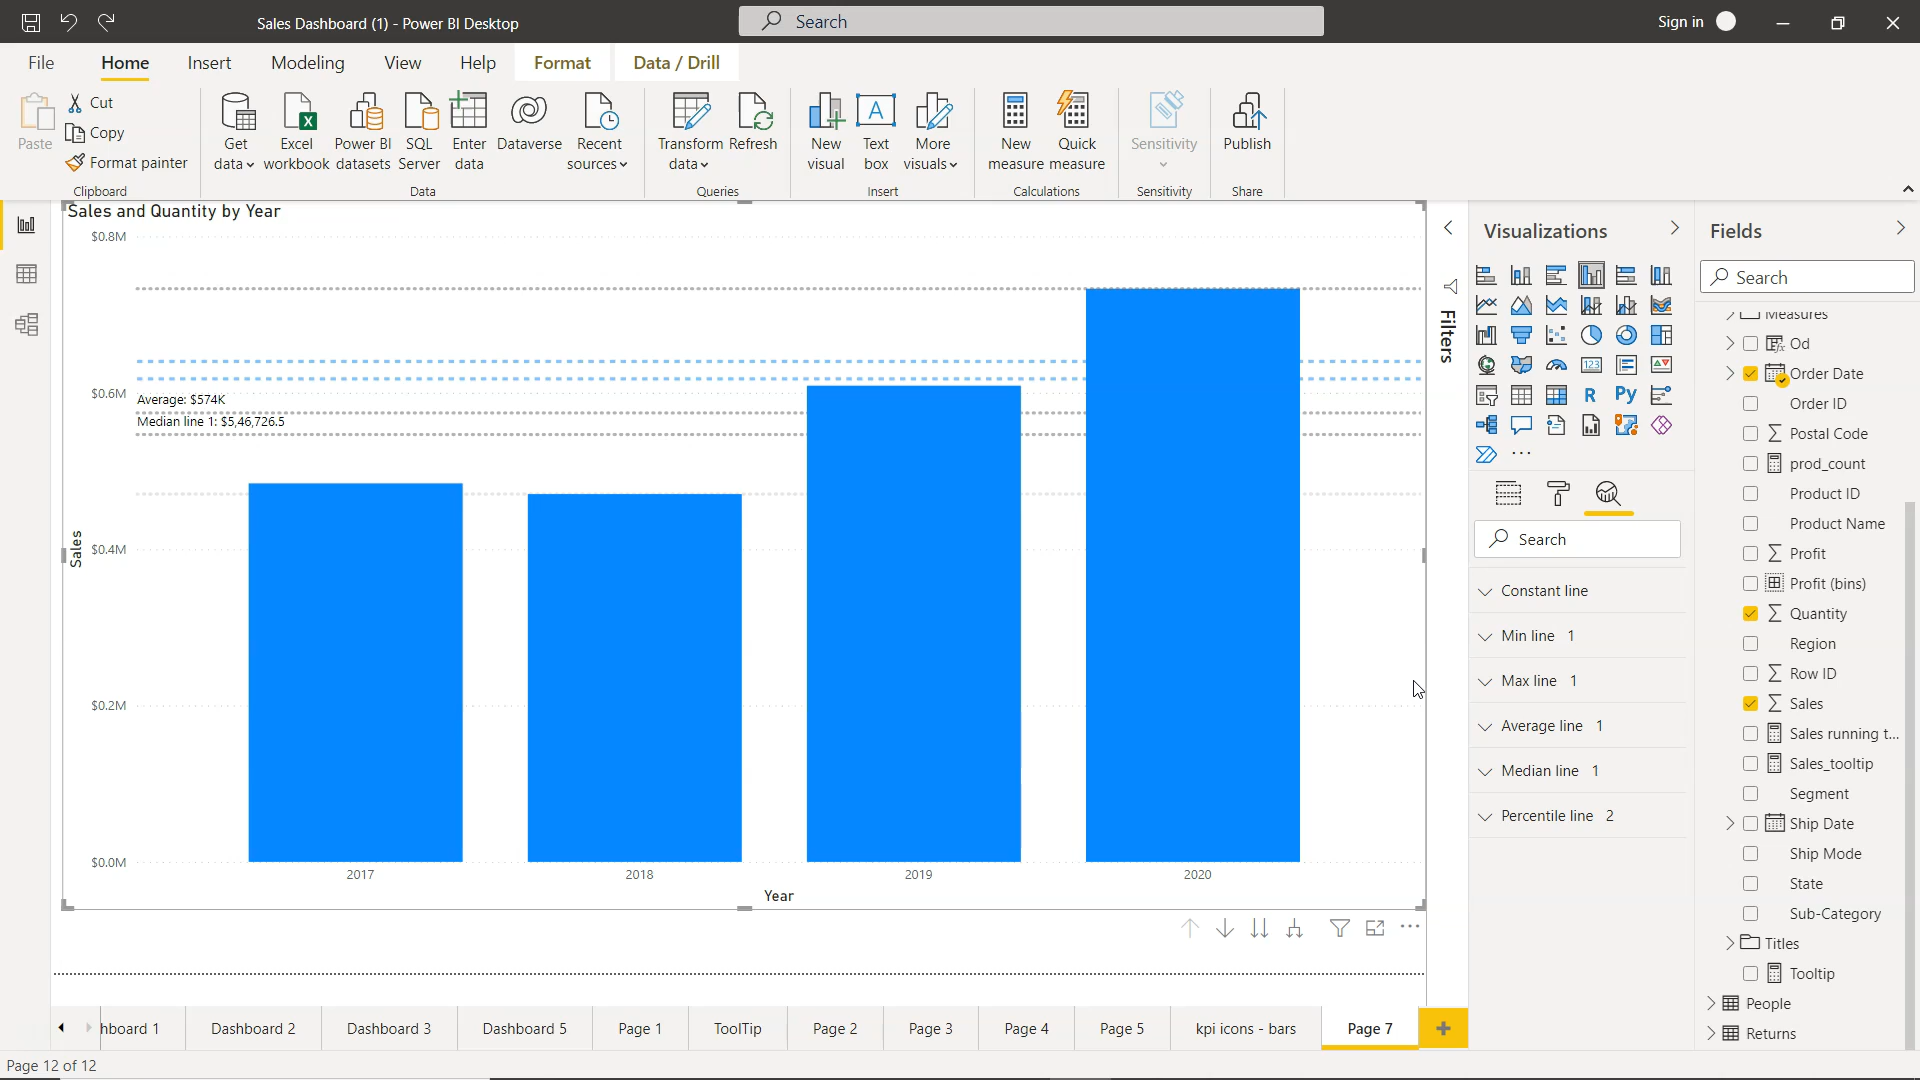 Sales Dashboard (1) - Power BI Desktop
Search
Sign in
File
Home
Insert
Modeling
View
Help
Format
Data / Drill
Paste
Cut
Copy
Format painter
Clipboard
Get data
Excel workbook
Power BI datasets
SQL Server
Enter data
Dataverse
Recent sources
Data
Transform data
Refresh
Queries
New visual
Text box
More visuals
Insert
New measure
Quick measure
Calculations
Sensitivity
Sensitivity
Publish
Share
Sales and Quantity by Year
$0.8M
$0.6M
$0.4M
$0.2M
$0.0M
Average: $574K
Median line 1: $5,46,726.5
Sales
2017
2018
2019
2020
Year
Filters
Visualizations
123
R
Py
Search
Constant line
Min line 1
Max line 1
Average line 1
Median line 1
Percentile line 2
Fields
Search
Measures
Od
Order Date
Order ID
Postal Code
prod_count
Product ID
Product Name
Profit
Profit (bins)
Quantity
Region
Row ID
Sales
Sales running t...
Sales_tooltip
Segment
Ship Date
Ship Mode
State
Sub-Category
Titles
Tooltip
People
Returns
hboard 1
Dashboard 2
Dashboard 3
Dashboard 5
Page 1
ToolTip
Page 2
Page 3
Page 4
Page 5
kpi icons - bars
Page 7
Page 12 of 12